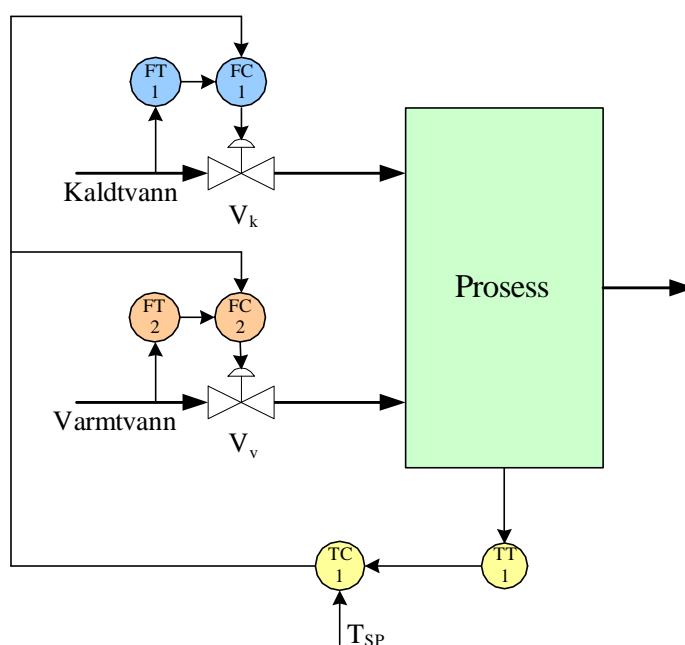 FT
1
FC
1
Kaldtvann
Vk
Prosess
FT
2
FC
2
Varmtvann
Vv
TC
1
TT
1
TSP